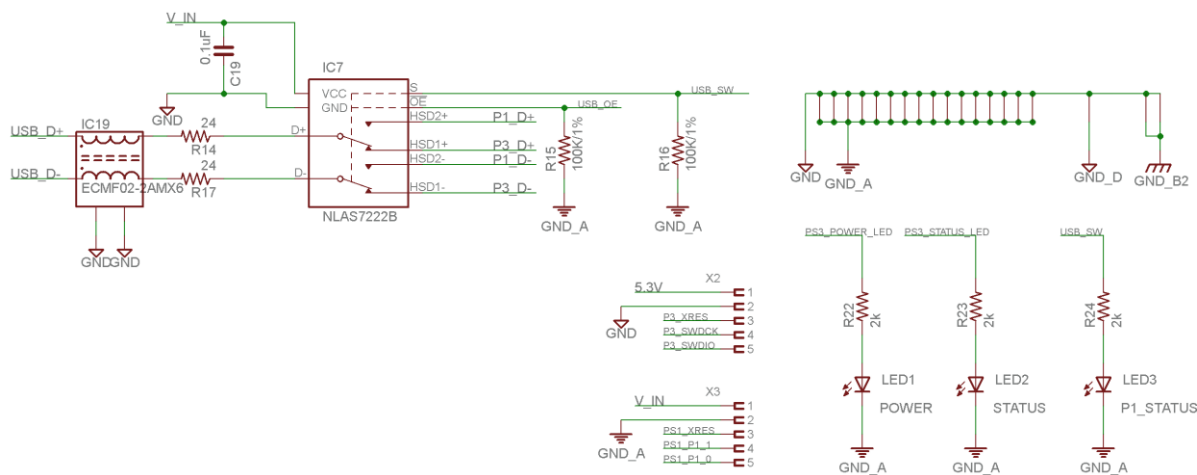 V_IN
0.1uF
C19
GND
IC7
VCC
GND
S
OE
HSD2+
HSD1+
HSD2-
HSD1-
D+
D-
NLAS7222B
USB_SW
USB_OE
P1_D+
P3_D+
P1_D-
P3_D-
R15
100K/1%
GND_A
R16
100K/1%
GND_A
USB_D+
USB_D-
IC19
ECMF02-2AMX6
24
R14
24
R17
GND
GND
GND
GND_A
GND_D
GND_B2
X2
5.3V
1
2
GND
P3_XRES
3
P3_SWDCK
4
P3_SWDIO
5
X3
V_IN
1
2
GND_A
PS1_XRES
3
PS1_P1_1
4
PS1_P1_0
5
PS3_POWER_LED
R22
2k
LED1
POWER
GND_A
PS3_STATUS_LED
R23
2k
LED2
STATUS
GND_A
USB_SW
R24
2k
LED3
P1_STATUS
GND_A